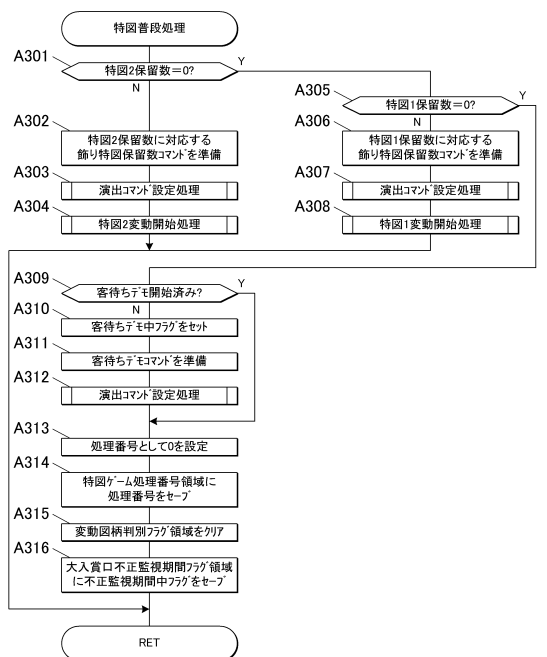 特図普段処理
A301
特図2保留数＝0?
Y
N
A302
特図2保留数に対応する
飾り特図保留数コマンドを準備
A303
演出コマンド設定処理
A304
特図2変動開始処理
A305
特図1保留数＝0?
Y
N
A306
特図1保留数に対応する
飾り特図保留数コマンドを準備
A307
演出コマンド設定処理
A308
特図1変動開始処理
A309
客待ちデモ開始済み?
Y
N
A310
客待ちデモ中フラグをセット
A311
客待ちデモコマンドを準備
A312
演出コマンド設定処理
A313
処理番号として0を設定
A314
特図ゲーム処理番号領域に
処理番号をセーブ
A315
変動図柄判別フラグ領域をクリア
A316
大入賞口不正監視期間フラグ領域
に不正監視期間中フラグをセーブ
RET